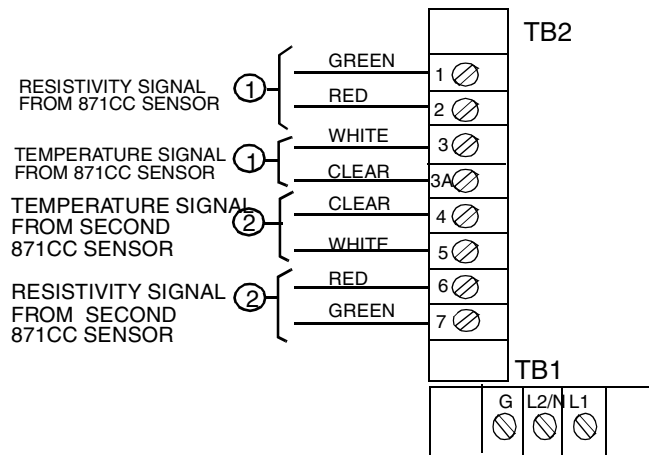 TB2
RESISTIVITY SIGNAL
FROM 871CC SENSOR
1
GREEN
1
RED
2
TEMPERATURE SIGNAL
FROM 871CC SENSOR
1
WHITE
3
CLEAR
3A
TEMPERATURE SIGNAL
FROM SECOND
871CC SENSOR
2
CLEAR
4
WHITE
5
RESISTIVITY SIGNAL
FROM SECOND
871CC SENSOR
2
RED
6
GREEN
7
TB1
G L2/N L1